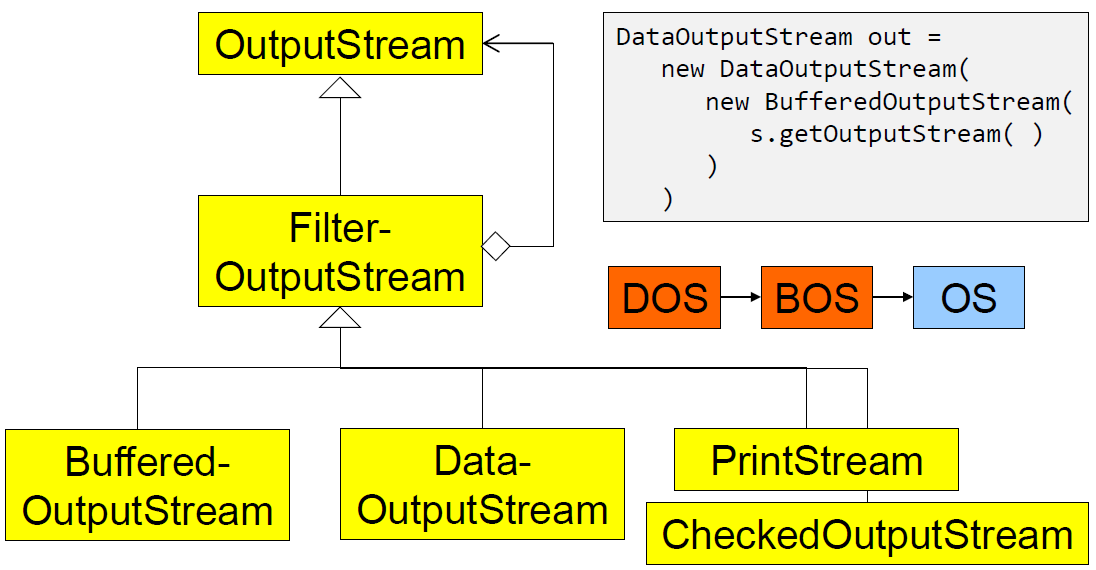 OutputStream
Filter-
OutputStream
Buffered-
OutputStream
Data-
OutputStream
PrintStream
CheckedOutputStream
DataOutputStream out =
new DataOutputStream(
new BufferedOutputStream(
s.getOutputStream( )
)
)
DOS
BOS
OS